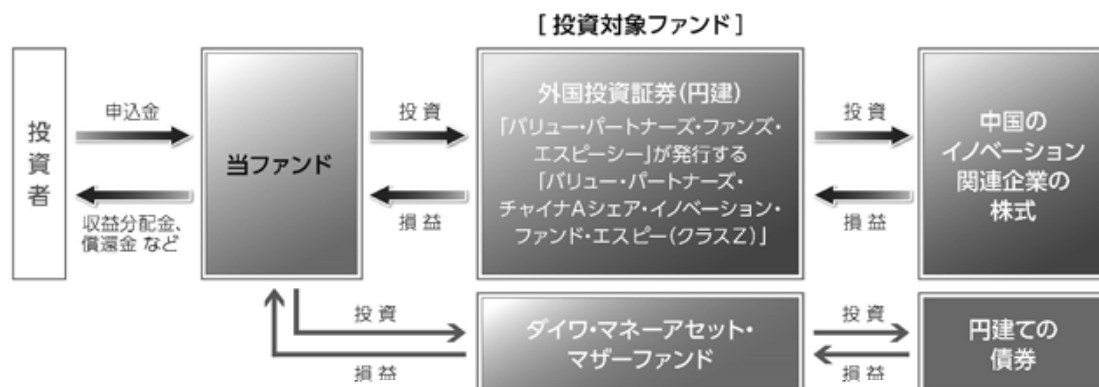 [投資対象ファンド]
投資者
申込金
収益分配金、
償還金 など
当ファンド
投資
損益
外国投資証券(円建)
「バリュー・パートナーズ・ファンズ・
エスピーシー」が発行する
「バリュー・パートナーズ・
チャイナAシェア・イノベーション・
ファンド・エスピー(クラスZ)」
投資
損益
中国の
イノベーション
関連企業の
株式
投資
損益
ダイワ・マネーアセット・
マザーファンド
投資
損益
円建ての
債券